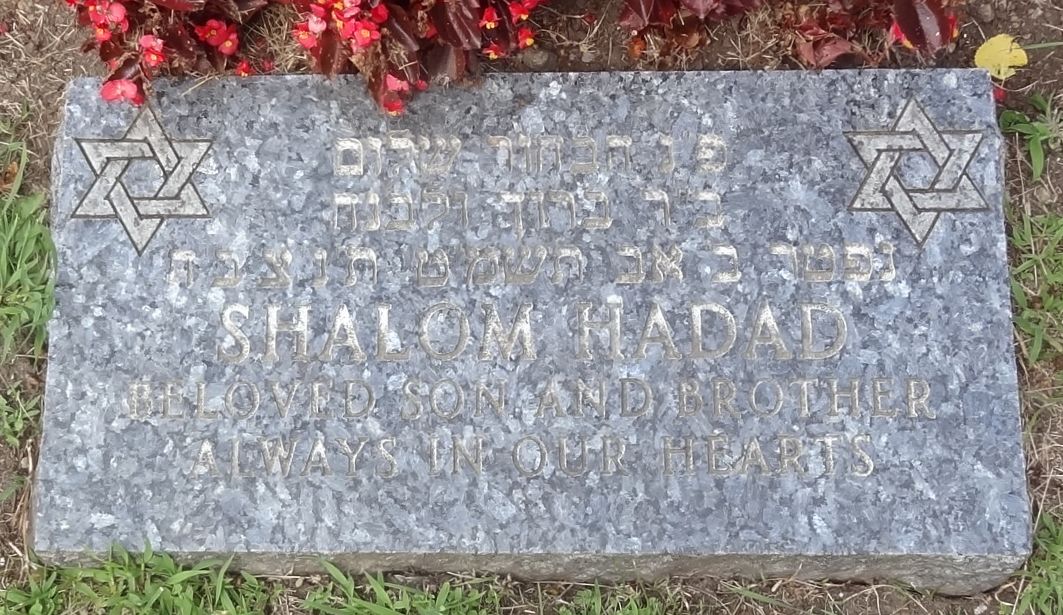 פ נ הבחור שלום
ב"ר ברוך ולבנה
נפטר כ אב תשמט תנצבה
SHALOM HADAD
BELOVED SON AND BROTHER
ALWAYS IN OUR HEARTS